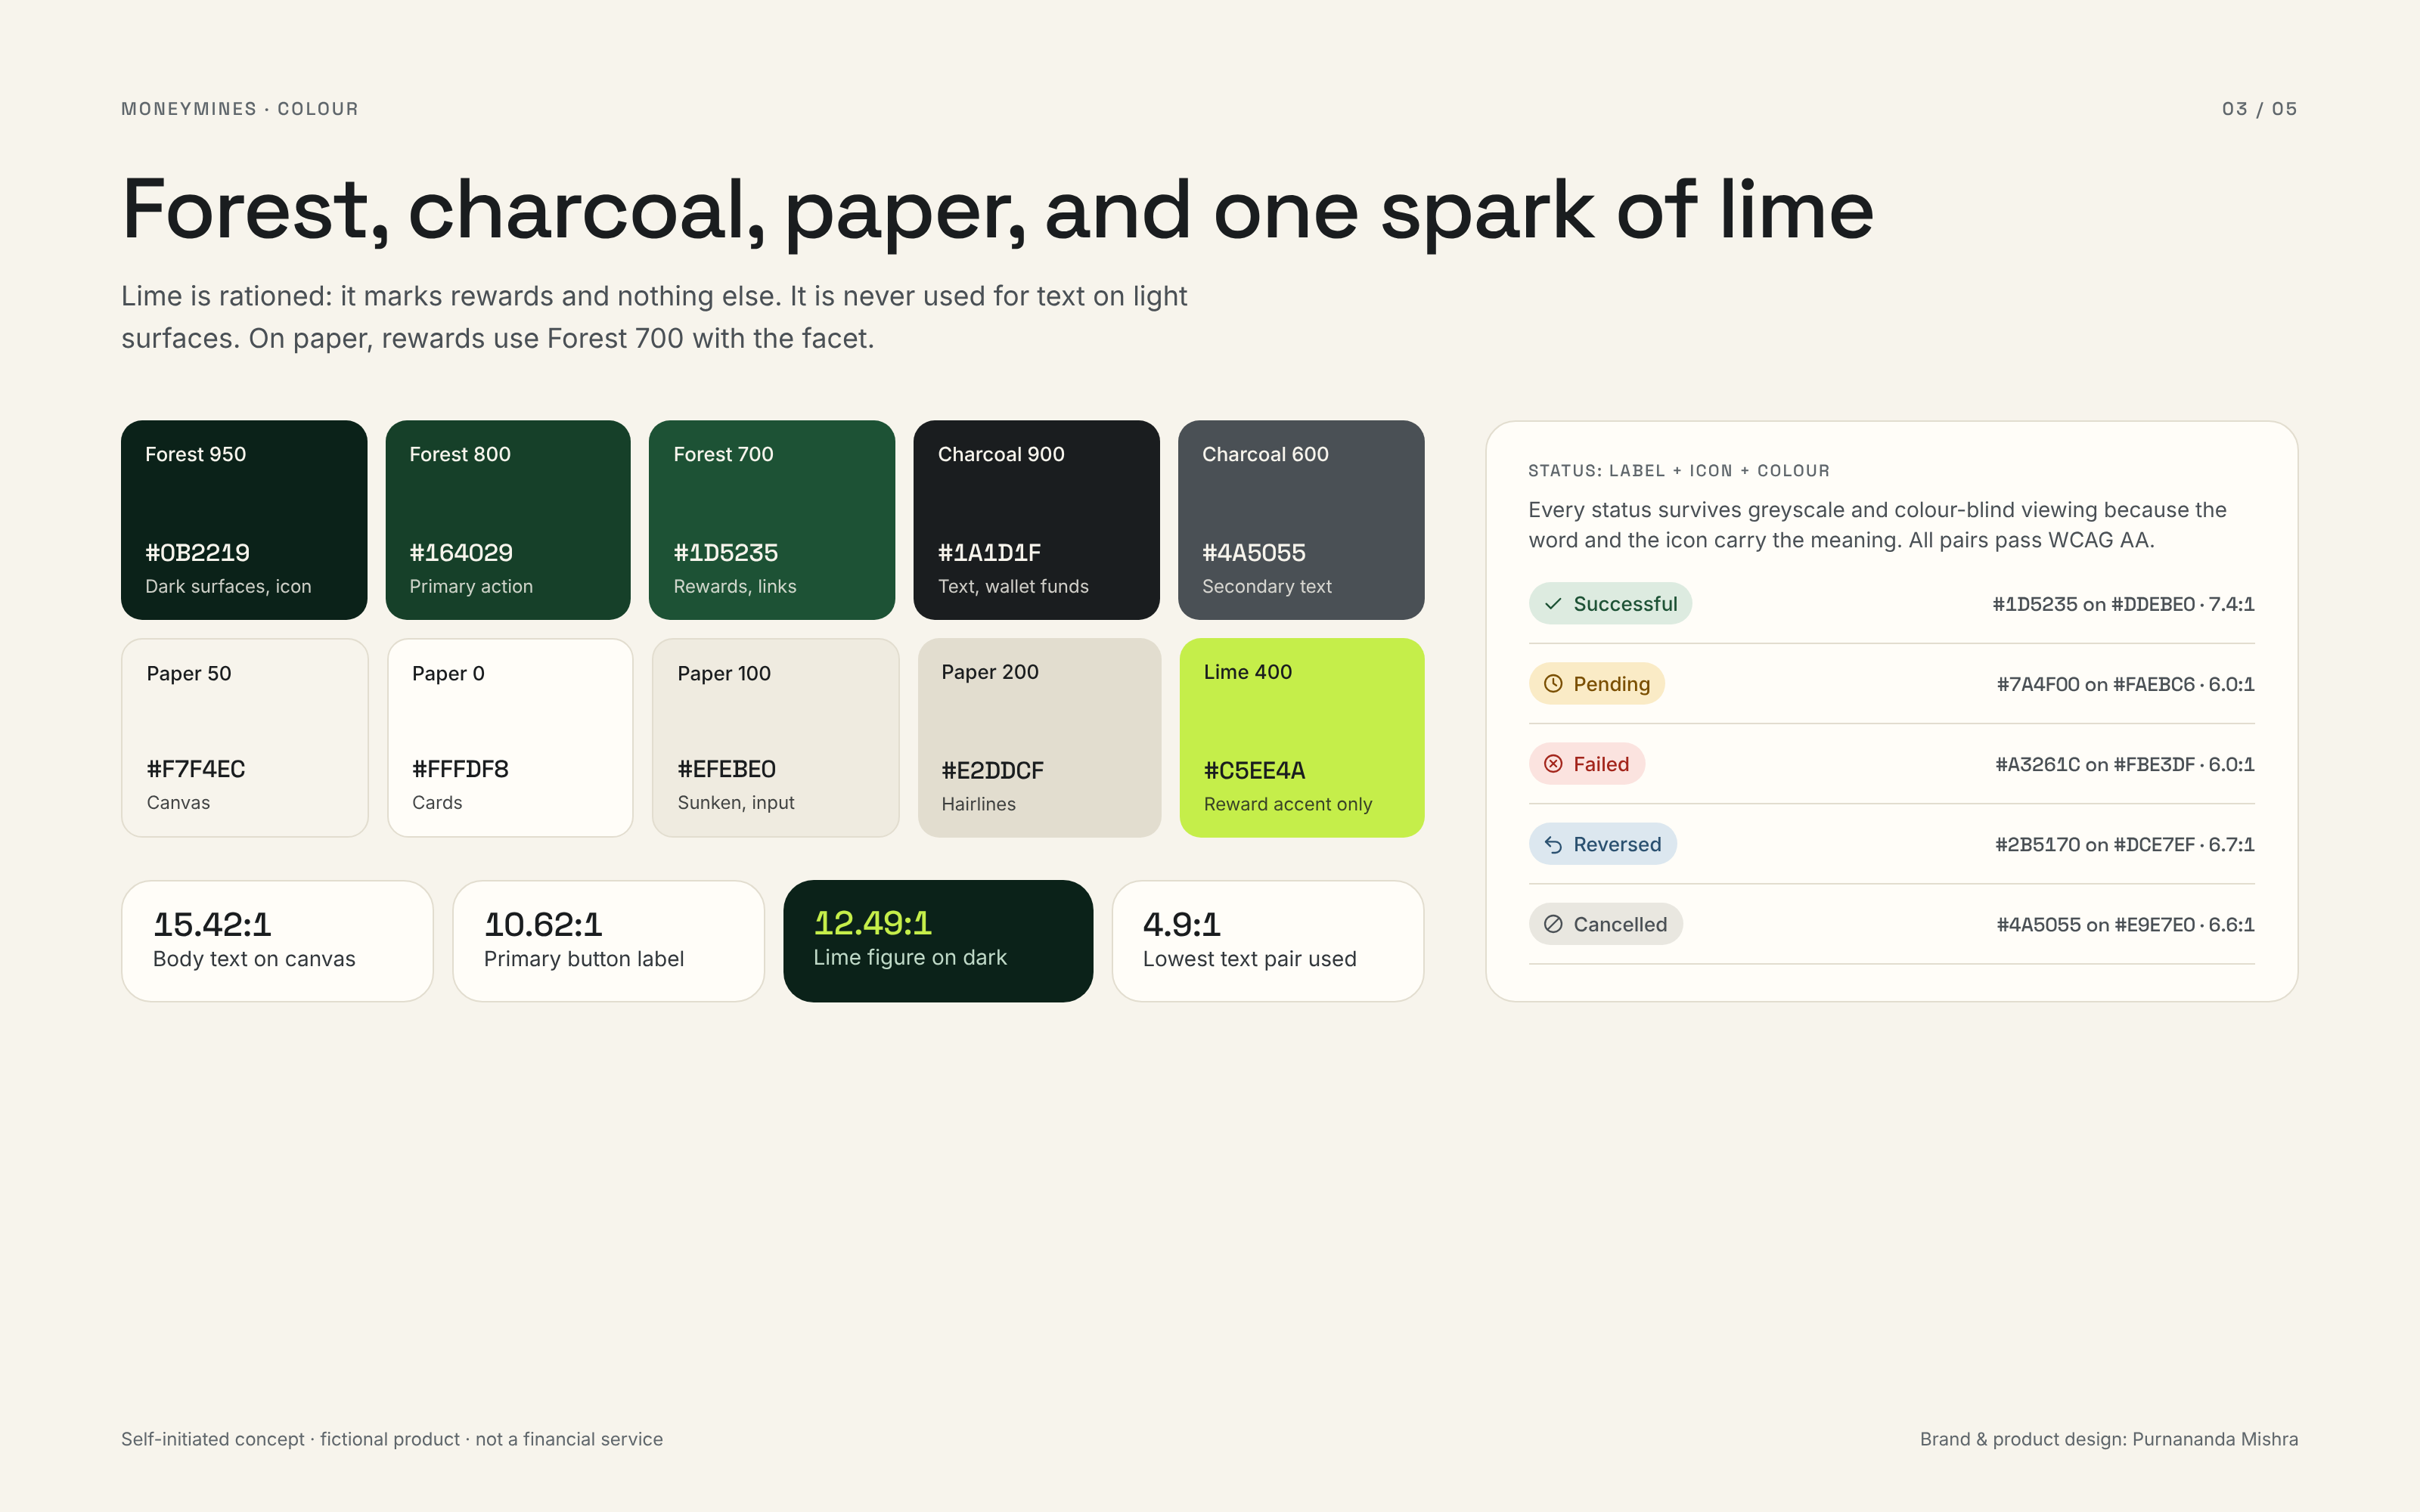 MONEYMINES · COLOUR
03 / 05
Forest, charcoal, paper, and one spark of lime
Lime is rationed: it marks rewards and nothing else. It is never used for text on light
surfaces. On paper, rewards use Forest 700 with the facet.
Forest 950
#0B2219
Dark surfaces, icon
Forest 800
#164029
Primary action
Forest 700
#1D5235
Rewards, links
Charcoal 900
#1A1D1F
Text, wallet funds
Charcoal 600
#4A5055
Secondary text
Paper 50
#F7F4EC
Canvas
Paper 0
#FFFDF8
Cards
Paper 100
#EFEBE0
Sunken, input
Paper 200
#E2DDCF
Hairlines
Lime 400
#C5EE4A
Reward accent only
15.42:1
Body text on canvas
10.62:1
Primary button label
12.49:1
Lime figure on dark
4.9:1
Lowest text pair used
STATUS: LABEL + ICON + COLOUR
Every status survives greyscale and colour-blind viewing because the
word and the icon carry the meaning. All pairs pass WCAG AA.
Successful
#1D5235 on #DDEBE0 · 7.4:1
Pending
#7A4F00 on #FAEBC6 · 6.0:1
Failed
#A3261C on #FBE3DF · 6.0:1
Reversed
#2B5170 on #DCE7EF · 6.7:1
Cancelled
#4A5055 on #E9E7E0 · 6.6:1
Self-initiated concept · fictional product · not a financial service
Brand & product design: Purnananda Mishra